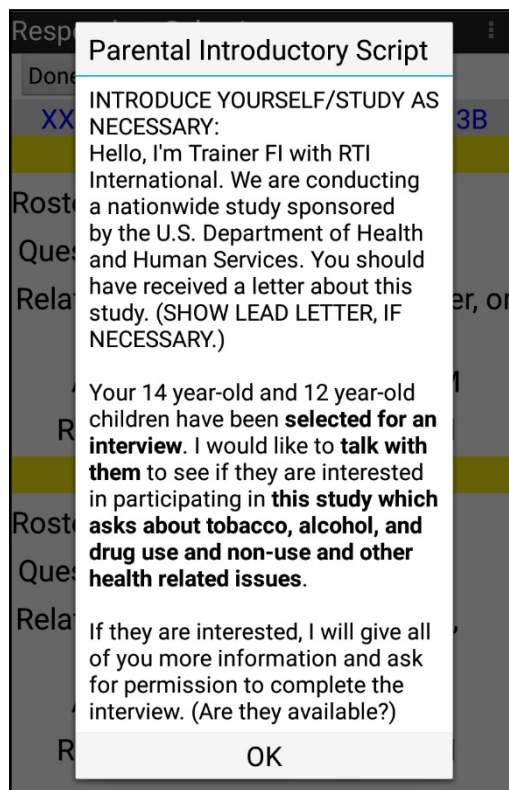 Resp
Parental Introductory Script
Done
INTRODUCE YOURSELF/STUDY AS
NECESSARY:
XX
3B
Hello, I'm Trainer FI with RTI
International. We are conducting
a nationwide study sponsored
by the U.S. Department of Health
and Human Services. You should
have received a letter about this
study. (SHOW LEAD LETTER, IF
NECESSARY.)
Rost
Ques
Rela
er, or
Your 14 year-old and 12 year-old
children have been selected for an
interview. I would like to talk with
them to see if they are interested
in participating in this study which
asks about tobacco, alcohol, and
drug use and non-use and other
health related issues.
R
Rost
Ques
Rela
If they are interested, I will give all
of you more information and ask
for permission to complete the
interview. (Are they available?)
R
OK